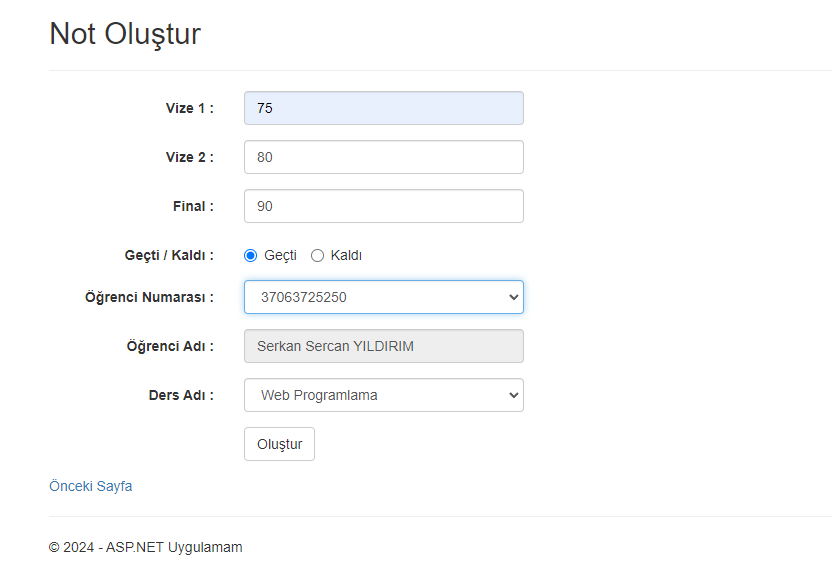 Not Oluştur
Vize 1 : 75
Vize 2 : 80
Final : 90
Geçti / Kaldı : Geçti Kaldı
Öğrenci Numarası : 37063725250
Öğrenci Adı : Serkan Sercan YILDIRIM
Ders Adı : Web Programlama
Oluştur
Önceki Sayfa
© 2024 - ASP.NET Uygulamam